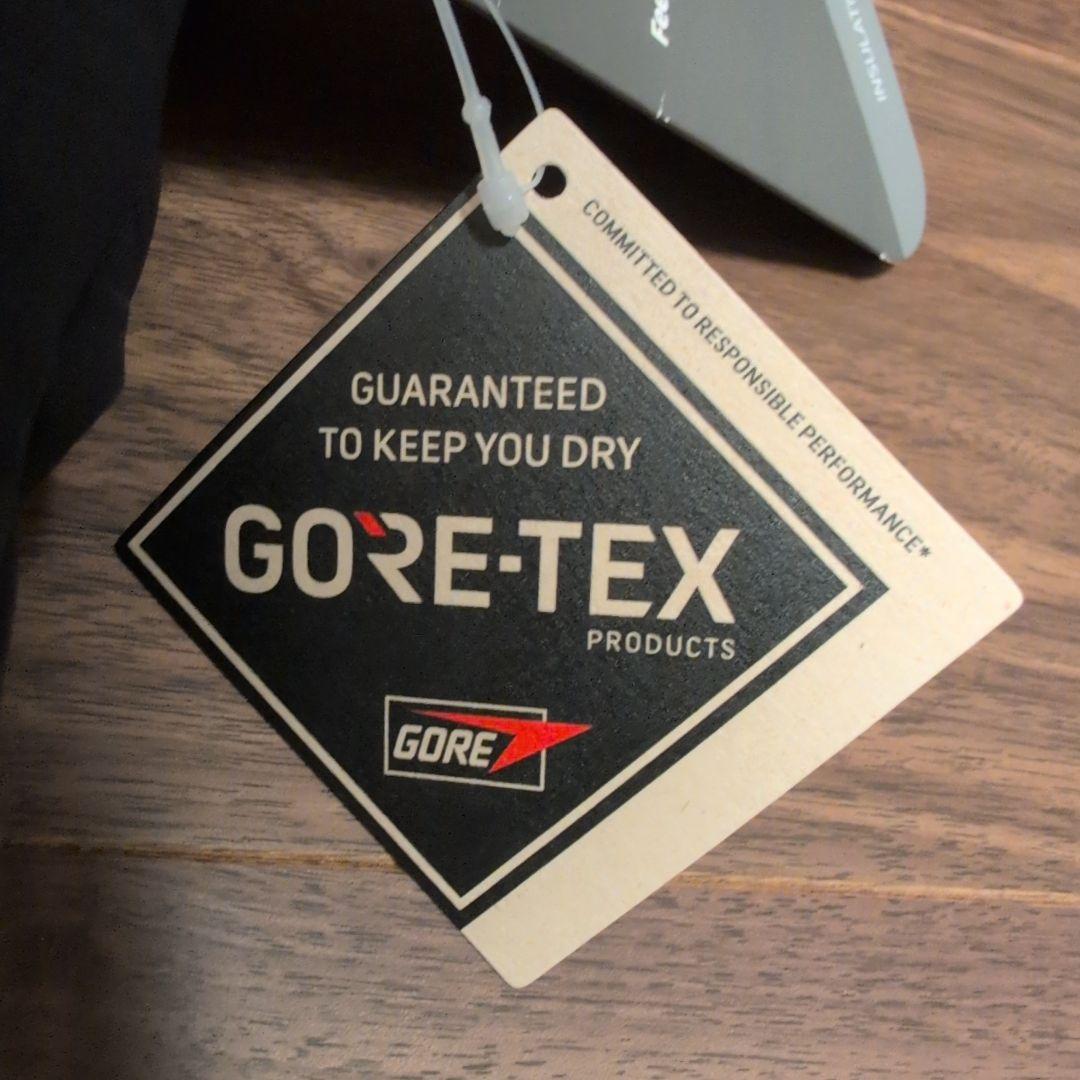 COMMITTED TO RESPONSIBLE PERFORMANCE*
GUARANTEED
TO KEEP YOU DRY
GORE-TEX
PRODUCTS
GORE